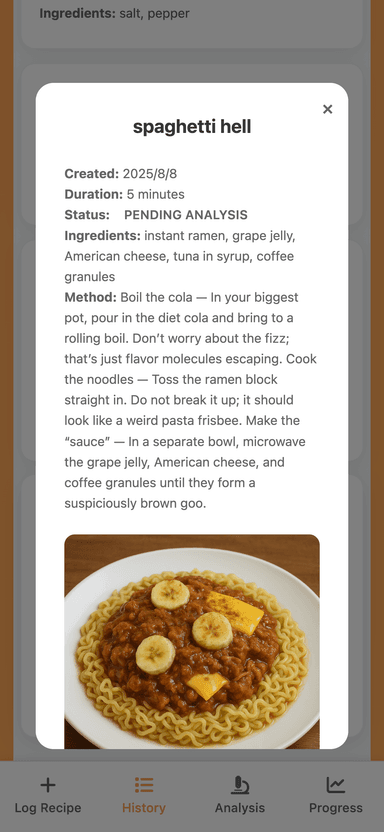 Ingredients: salt, pepper
×
spaghetti hell
Created: 2025/8/8
Duration: 5 minutes
Status: PENDING ANALYSIS
Ingredients: instant ramen, grape jelly,
American cheese, tuna in syrup, coffee
granules
Method: Boil the cola — In your biggest
pot, pour in the diet cola and bring to a
rolling boil. Don’t worry about the fizz;
that’s just flavor molecules escaping. Cook
the noodles — Toss the ramen block
straight in. Do not break it up; it should
look like a weird pasta frisbee. Make the
“sauce” — In a separate bowl, microwave
the grape jelly, American cheese, and
coffee granules until they form a
suspiciously brown goo.
Log Recipe History Analysis Progress